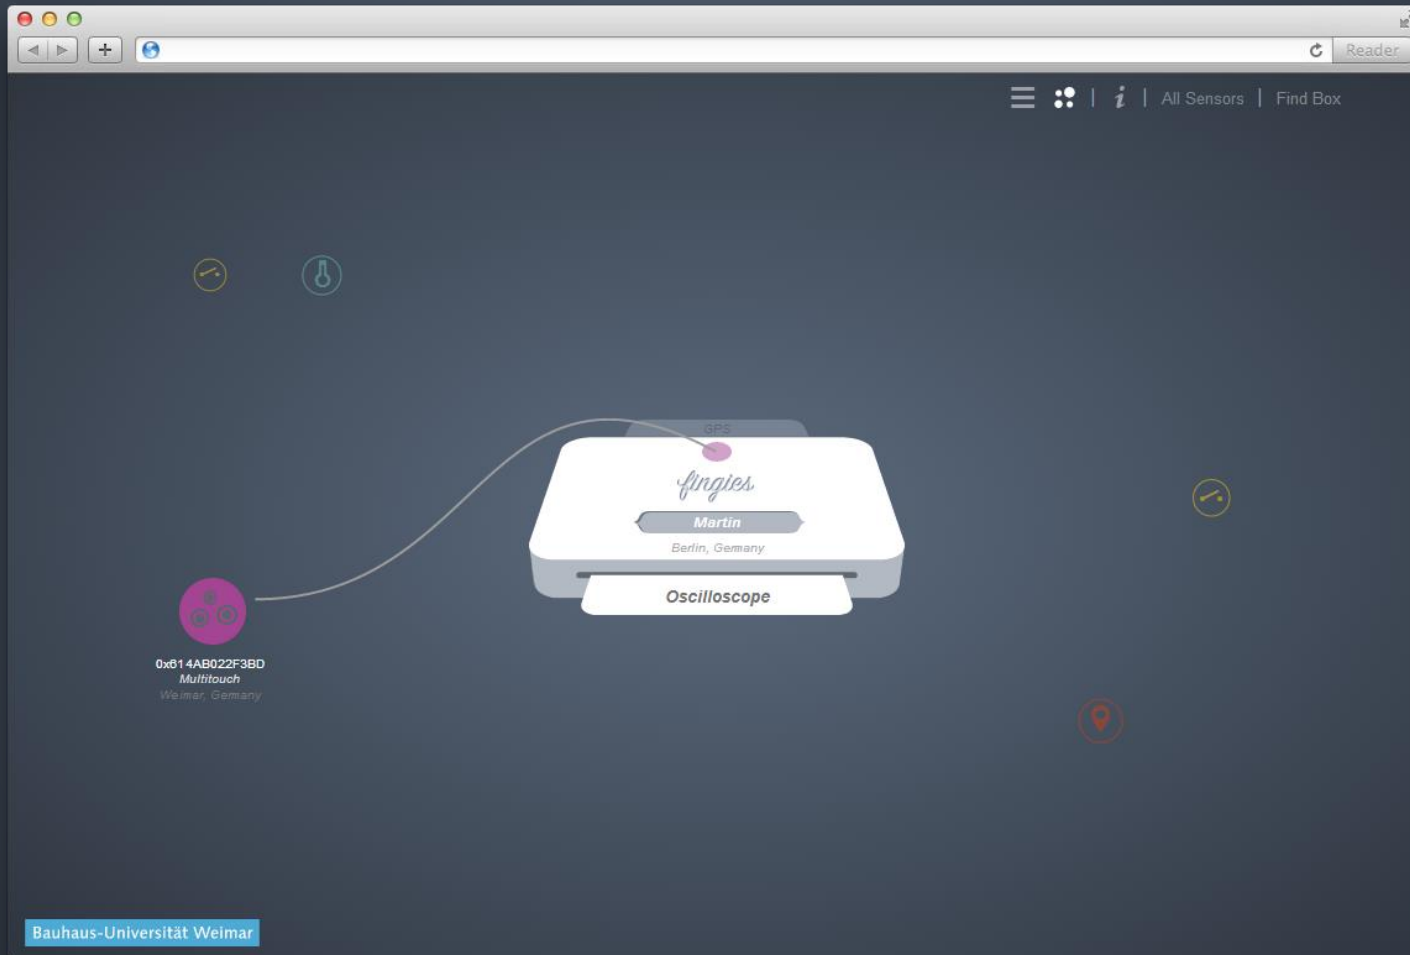 Reader
All Sensors | Find Box
GPS
fingies
Martin
Berlin, Germany
Oscilloscope
0x614AB022F3BD
Multitouch
Weimar, Germany
Bauhaus-Universität Weimar